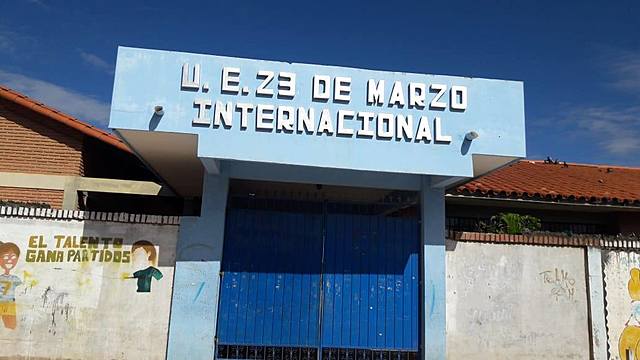 U. E. 23 DE MARZO
INTERNACIONAL
EL TALENTO
GANA PARTIDOS